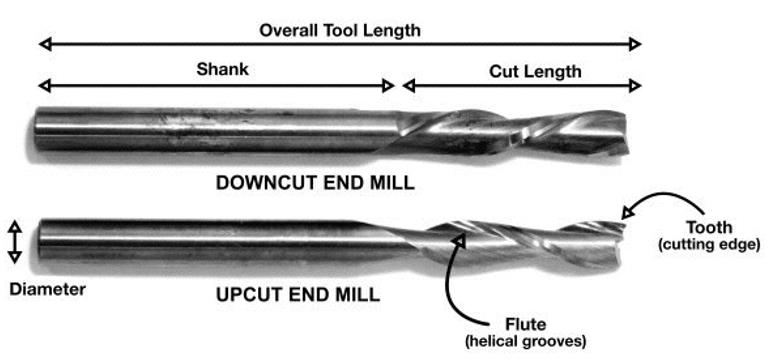 Overall Tool Length
Shank
Cut Length
DOWNCUT END MILL
Tooth
(cutting edge)
Diameter
UPCUT END MILL
Flute
(helical grooves)